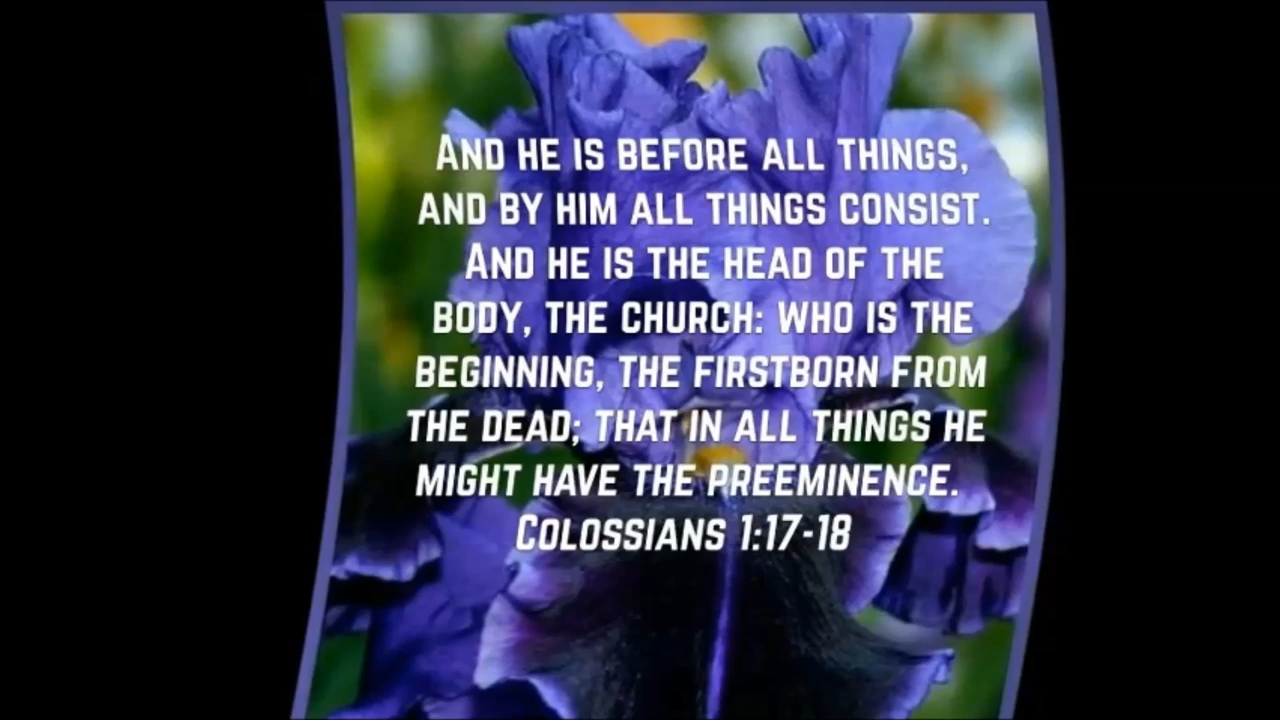 And he is before all things,
and by him all things consist.
And he is the head of the
body, the church: who is the
beginning, the firstborn from
the dead; that in all things he
might have the preeminence.
Colossians 1:17-18